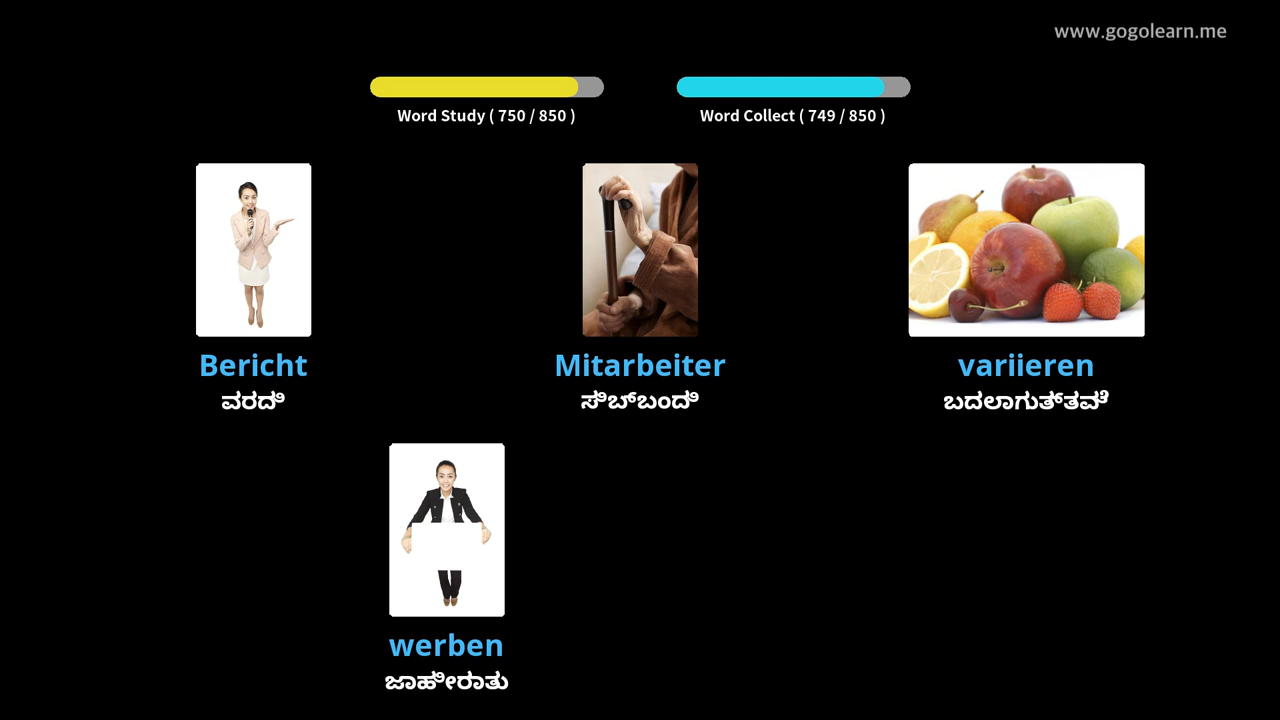 www.gogolearn.me
Word Study ( 750 / 850 )
Word Collect ( 749 / 850 )
Bericht
ವರದಿ
Mitarbeiter
ಸಿಬ್ಬಂದಿ
variieren
ಬದಲಾಗುತ್ತವೆ
werben
ಜಾಹೀರಾತು